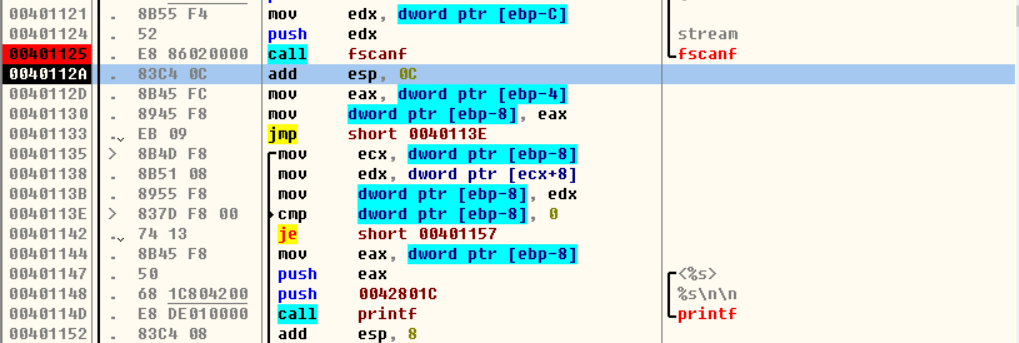 00401121 . 8B55 F4 mov edx, dword ptr [ebp-C]
00401124 . 52 push edx stream
00401125 . E8 86020000 call fscanf fscanf
0040112A . 83C4 0C add esp, 0C
0040112D . 8B45 FC mov eax, dword ptr [ebp-4]
00401130 . 8945 F8 mov dword ptr [ebp-8], eax
00401133 . EB 09 jmp short 0040113E
00401135 > 8B4D F8 mov ecx, dword ptr [ebp-8]
00401138 . 8B51 08 mov edx, dword ptr [ecx+8]
0040113B . 8955 F8 mov dword ptr [ebp-8], edx
0040113E > 837D F8 00 cmp dword ptr [ebp-8], 0
00401142 . 74 13 je short 00401157
00401144 . 8B45 F8 mov eax, dword ptr [ebp-8]
00401147 . 50 push eax <%s>
00401148 . 68 1C804200 push 0042801C %s\n\n
0040114D . E8 DE010000 call printf printf
00401152 . 83C4 08 add esp, 8